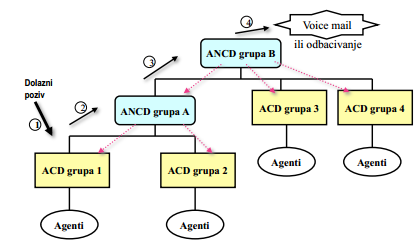 ④
Voice mail
ili odbacivanje
③
ANCD grupa B
Dolazni
poziv
②
①
ANCD grupa A
ACD grupa 3
ACD grupa 4
ACD grupa 1
ACD grupa 2
Agenti
Agenti
Agenti
Agenti